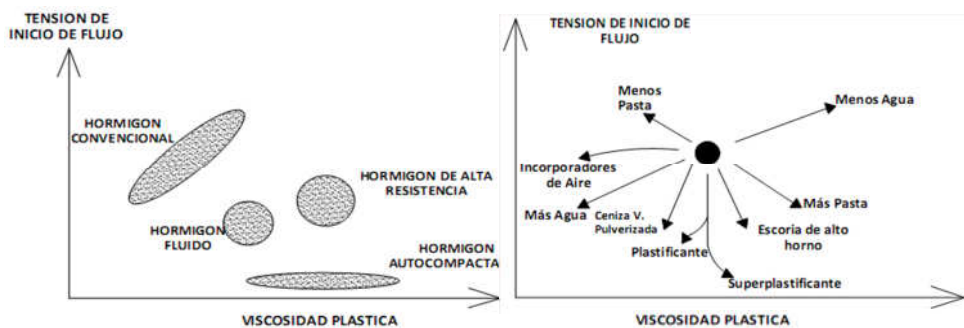 TENSION DE
INICIO DE FLUJO
HORMIGON
CONVENCIONAL
HORMIGON DE ALTA
RESISTENCIA
HORMIGON
FLUIDO
HORMIGON
AUTOCOMPACTA
VISCOSIDAD PLASTICA
TENSION DE INICIO DE
FLUJO
Menos
Pasta
Menos Agua
Incorporadores
de Aire
Más Agua
Ceniza V.
Pulverizada
Más Pasta
Plastificante
Escoria de alto
horno
Superplastificante
VISCOSIDAD PLASTICA